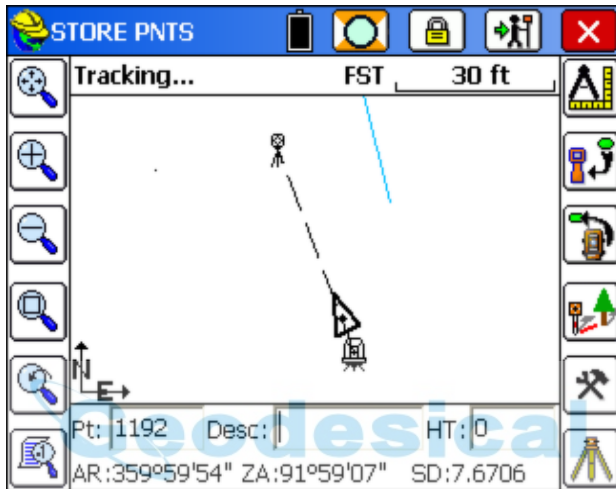 STORE PNTS
Tracking... FST 30 ft
N
E
Geodesical
Pt: 1192 Desc: HT: 0
AR:359°59'54" ZA:91°59'07" SD:7.6706